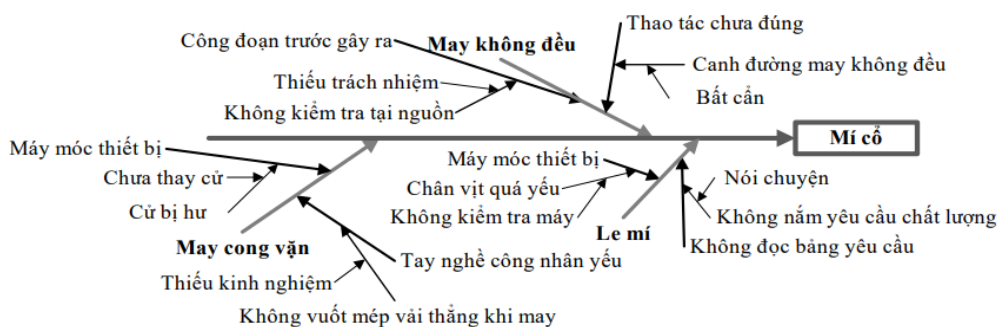 Thao tác chưa đúng
Công đoạn trước gây ra
May không đều
Canh đường may không đều
Thiếu trách nhiệm
Bất cẩn
Không kiểm tra tại nguồn
Mí cổ
Máy móc thiết bị
Máy móc thiết bị
Chưa thay cử
Chân vịt quá yếu
Nói chuyện
Cử bị hư
Không kiểm tra máy
Không nắm yêu cầu chất lượng
May cong vặn
Le mí
Không đọc bảng yêu cầu
Tay nghề công nhân yếu
Thiếu kinh nghiệm
Không vuốt mép vải thẳng khi may